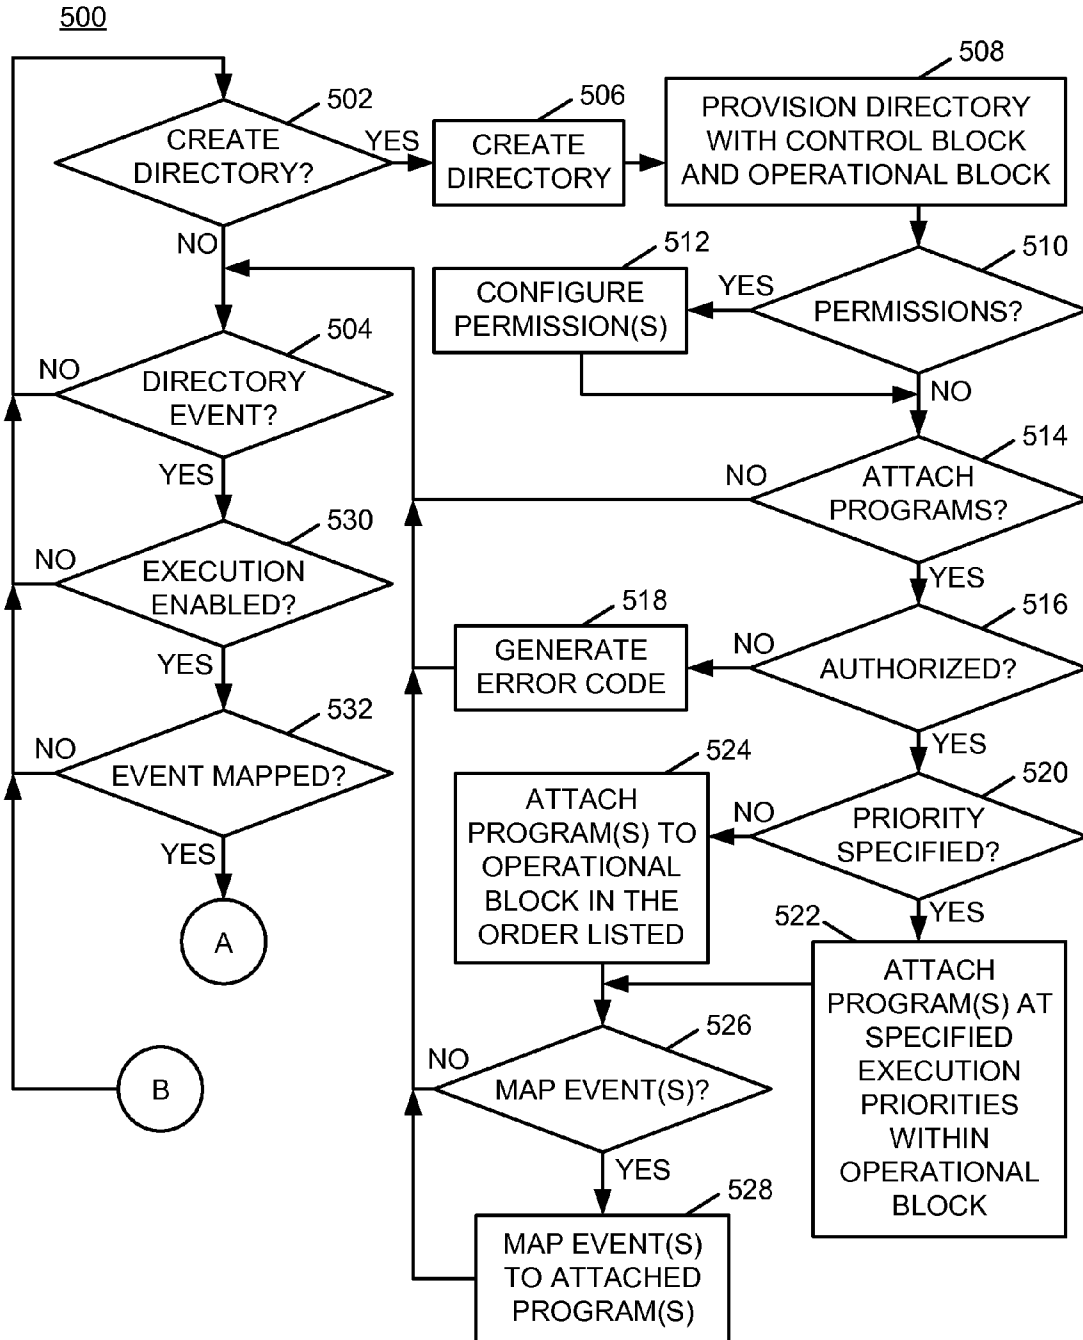 500
502
CREATE
DIRECTORY?
YES
NO
506
CREATE
DIRECTORY
508
PROVISION DIRECTORY
WITH CONTROL BLOCK
AND OPERATIONAL BLOCK
510
PERMISSIONS?
YES
NO
512
CONFIGURE
PERMISSION(S)
504
DIRECTORY
EVENT?
NO
YES
514
ATTACH
PROGRAMS?
NO
YES
530
EXECUTION
ENABLED?
NO
YES
516
AUTHORIZED?
NO
YES
518
GENERATE
ERROR CODE
532
EVENT MAPPED?
NO
YES
520
PRIORITY
SPECIFIED?
NO
YES
524
ATTACH
PROGRAM(S) TO
OPERATIONAL
BLOCK IN THE
ORDER LISTED
522
ATTACH
PROGRAM(S) AT
SPECIFIED
EXECUTION
PRIORITIES
WITHIN
OPERATIONAL
BLOCK
A
B
526
MAP EVENT(S)?
NO
YES
528
MAP EVENT(S)
TO ATTACHED
PROGRAM(S)